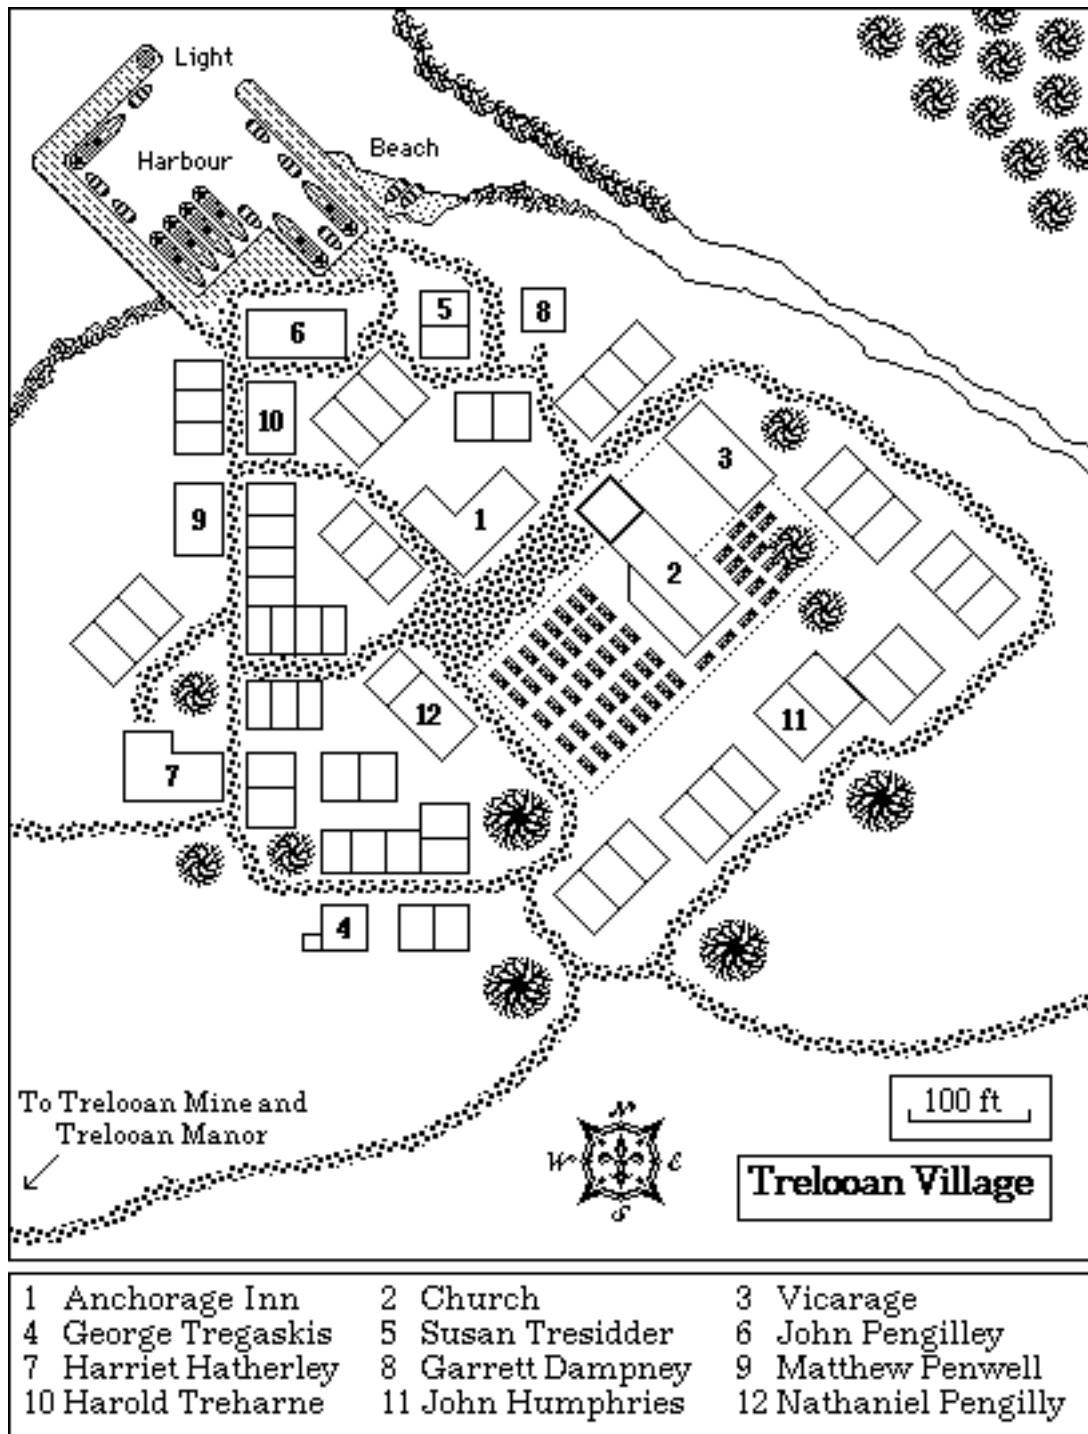 Light
Harbour
Beach
5
8
6
10
3
9
1
2
12
11
7
4
To Trelooan Mine and
Trelooan Manor
N
W E
S
100 ft
Trelooan Village
1 Anchorage Inn 2 Church 3 Vicarage
4 George Tregaskis 5 Susan Tresidder 6 John Pengilley
7 Harriet Hatherley 8 Garrett Dampney 9 Matthew Penwell
10 Harold Treharne 11 John Humphries 12 Nathaniel Pengilly